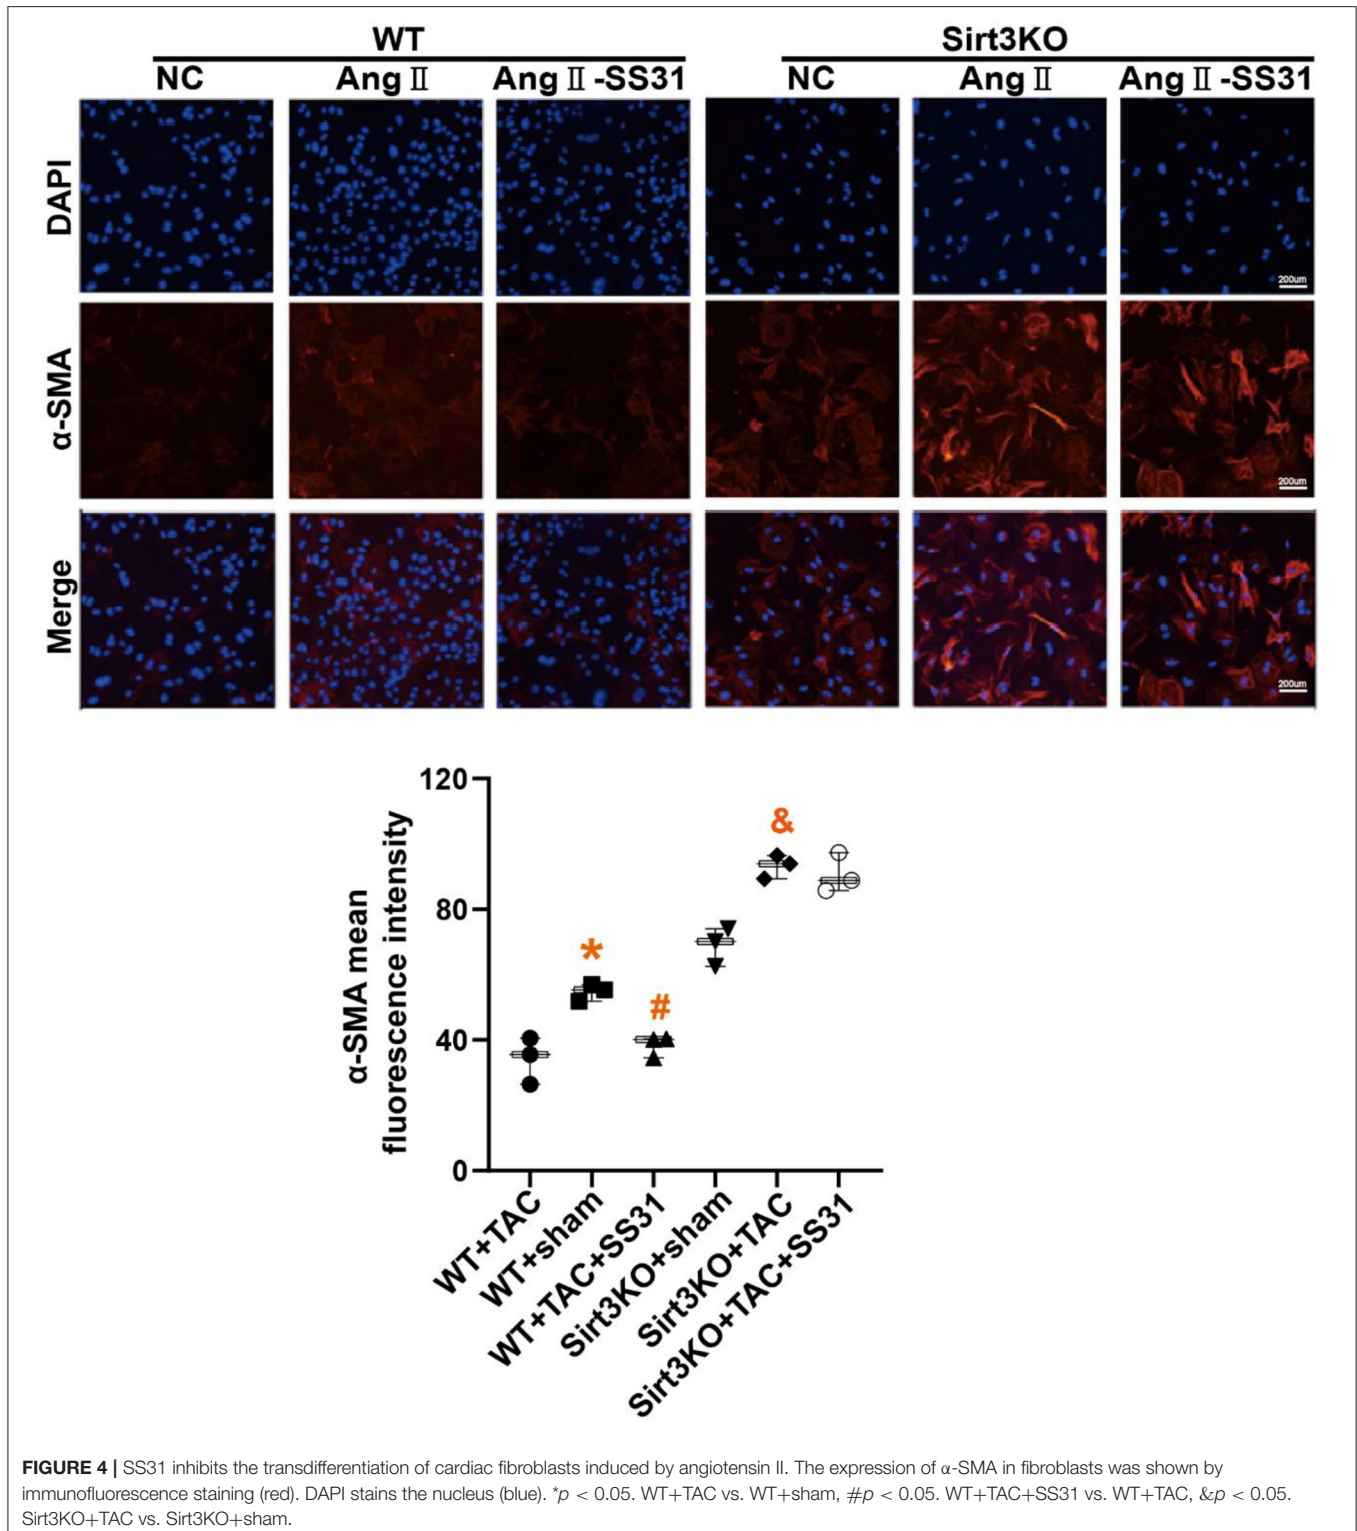 WT Sirt3KO
NC Ang Ⅱ Ang Ⅱ -SS31 NC Ang Ⅱ Ang Ⅱ -SS31
DAPI
200um
α-SMA
200um
Merge
200um
120
80
40
0
α-SMA mean
fluorescence intensity
*
#
&
WT+TAC
WT+sham
WT+TAC+SS31
Sirt3KO+sham
Sirt3KO+TAC
Sirt3KO+TAC+SS31
FIGURE 4 | SS31 inhibits the transdifferentiation of cardiac fibroblasts induced by angiotensin II. The expression of α-SMA in fibroblasts was shown by
immunofluorescence staining (red). DAPI stains the nucleus (blue). *p < 0.05. WT+TAC vs. WT+sham, #p < 0.05. WT+TAC+SS31 vs. WT+TAC, &p < 0.05.
Sirt3KO+TAC vs. Sirt3KO+sham.